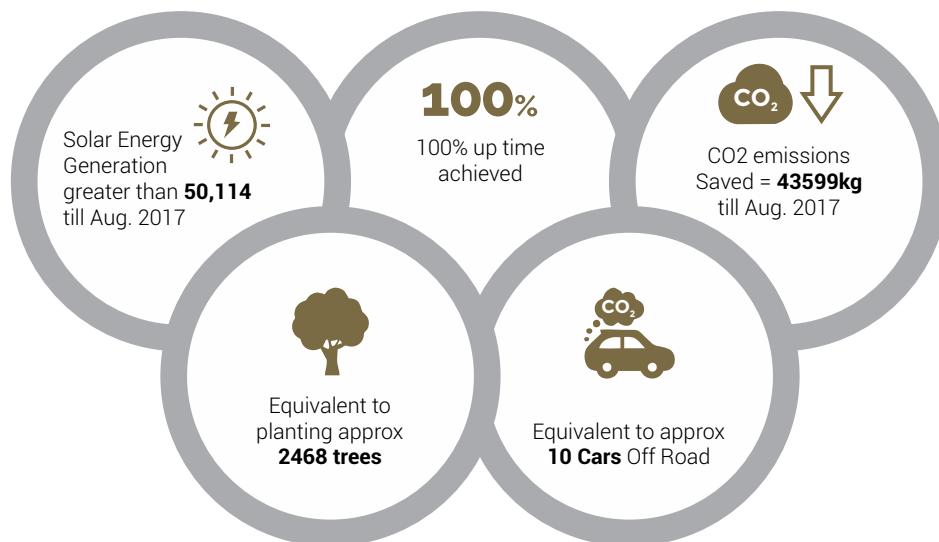 Solar Energy
Generation
greater than 50,114
till Aug. 2017
100%
100% up time
achieved
CO2
CO2 emissions
Saved = 43599kg
till Aug. 2017
Equivalent to
planting approx
2468 trees
CO2
Equivalent to approx
10 Cars Off Road